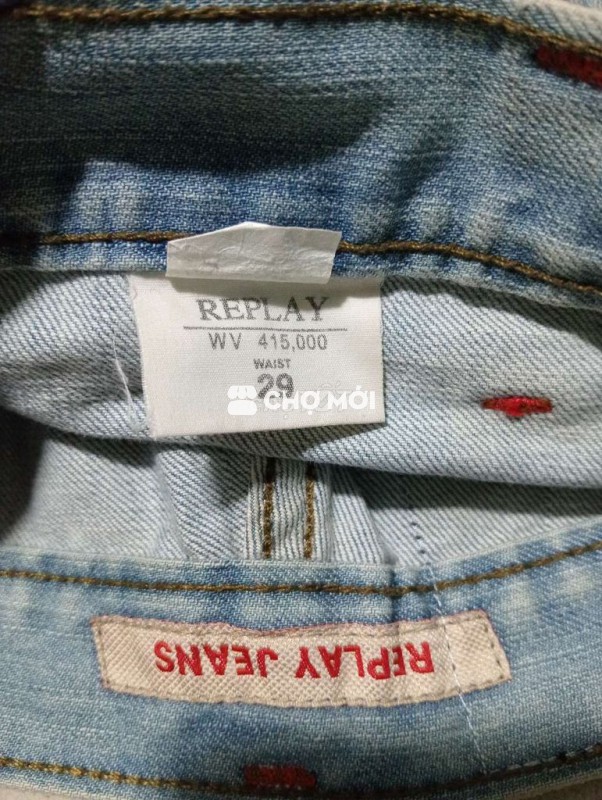 REPLAY
WV 415,000
WAIST
29
CHỢ MỚI
REPLAY JEANS